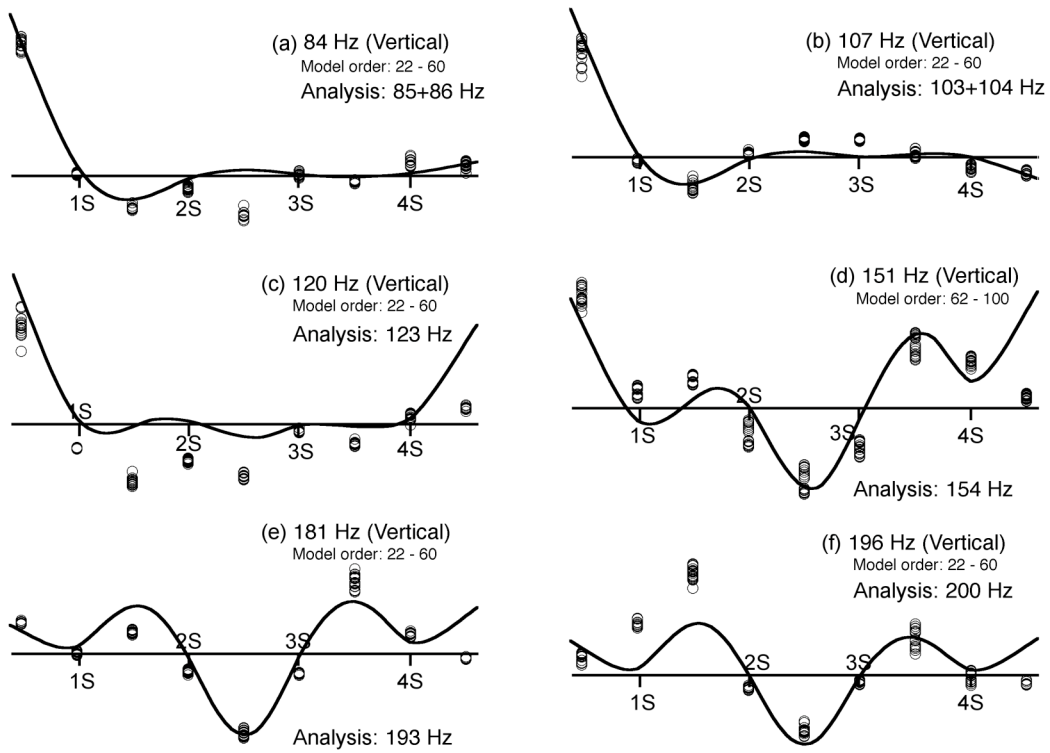 (a) 84 Hz (Vertical)
Model order: 22 - 60
Analysis: 85+86 Hz
1S
2S
3S
4S
(b) 107 Hz (Vertical)
Model order: 22 - 60
Analysis: 103+104 Hz
1S
2S
3S
4S
(c) 120 Hz (Vertical)
Model order: 22 - 60
Analysis: 123 Hz
1S
2S
3S
4S
(d) 151 Hz (Vertical)
Model order: 62 - 100
2S
3S
1S
4S
Analysis: 154 Hz
(e) 181 Hz (Vertical)
Model order: 22 - 60
2S
3S
1S
4S
Analysis: 193 Hz
(f) 196 Hz (Vertical)
Model order: 22 - 60
Analysis: 200 Hz
2S
3S
1S
4S